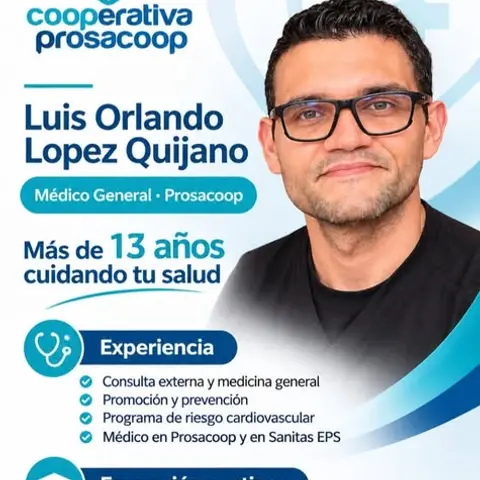 cooperativa
prosacoop
Luis Orlando
Lopez Quijano
Médico General · Prosacoop
Más de 13 años
cuidando tu salud
Experiencia
Consulta externa y medicina general
Promoción y prevención
Programa de riesgo cardiovascular
Médico en Prosacoop y en Sanitas EPS